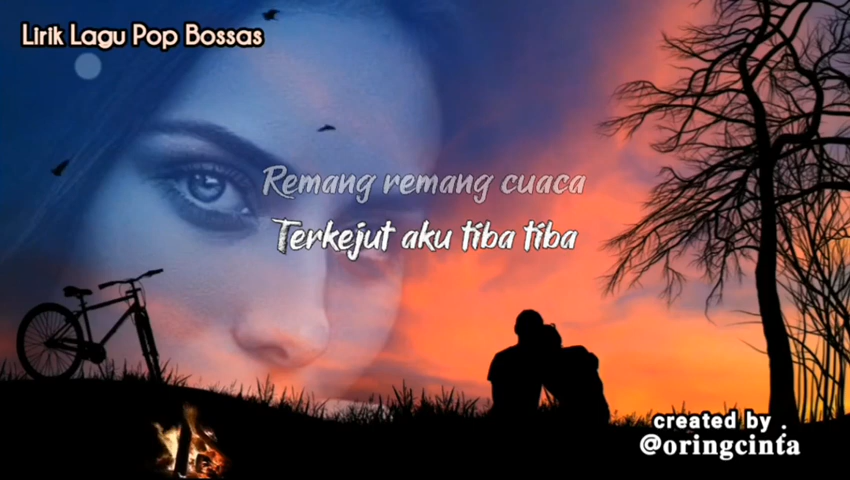 Lirik Lagu Pop Bossas
Remang remang cuaca
Terkejut aku tiba tiba
created by .
@oringcinta